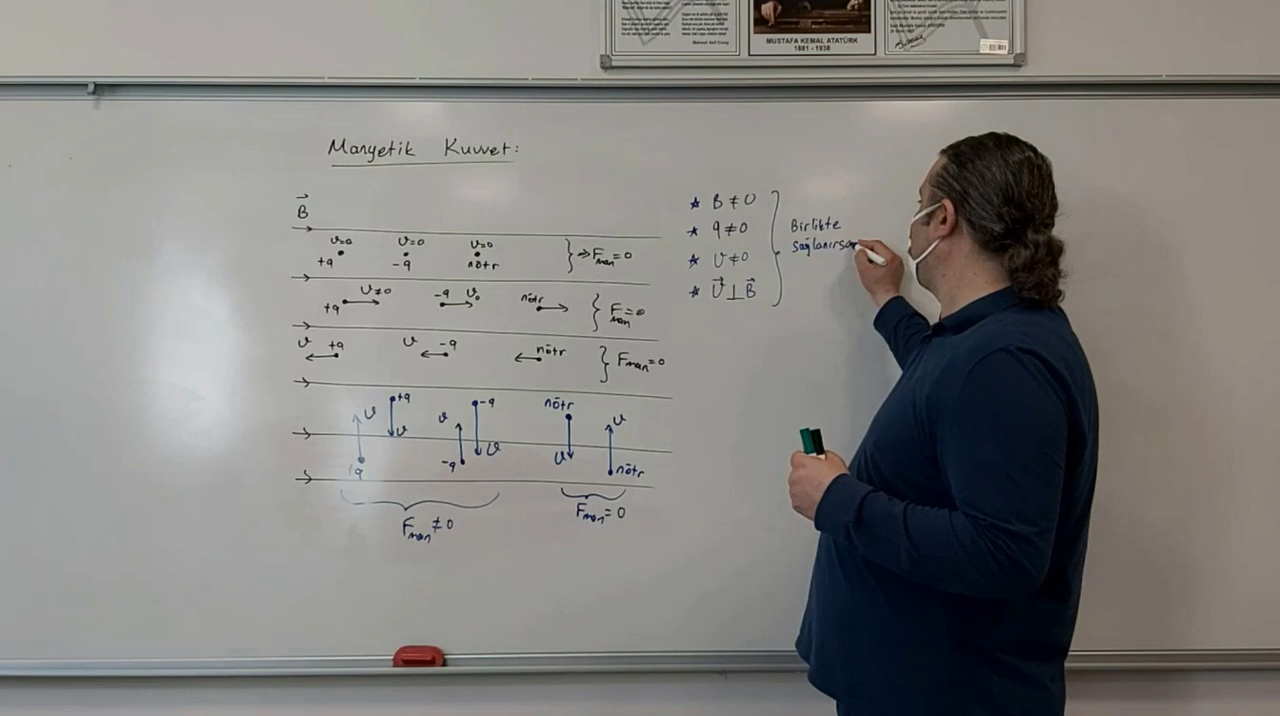 MUSTAFA KEMAL ATATÜRK
1881 - 1938
Manyetik Kuvvet:
B⃗
υ=0 υ=0 υ=0
+q -q nötr } ⇒ Fman=0
υ≠0 -q υ₀ nötr
+q } Fman=0
υ +q υ -q nötr } Fman=0
υ +q υ -q nötr υ
+q υ -q υ υ nötr
Fman≠0 Fman=0
★ B≠0
★ q≠0
★ υ≠0
★ υ⃗⊥B⃗
Birlikte
sağlanırsa